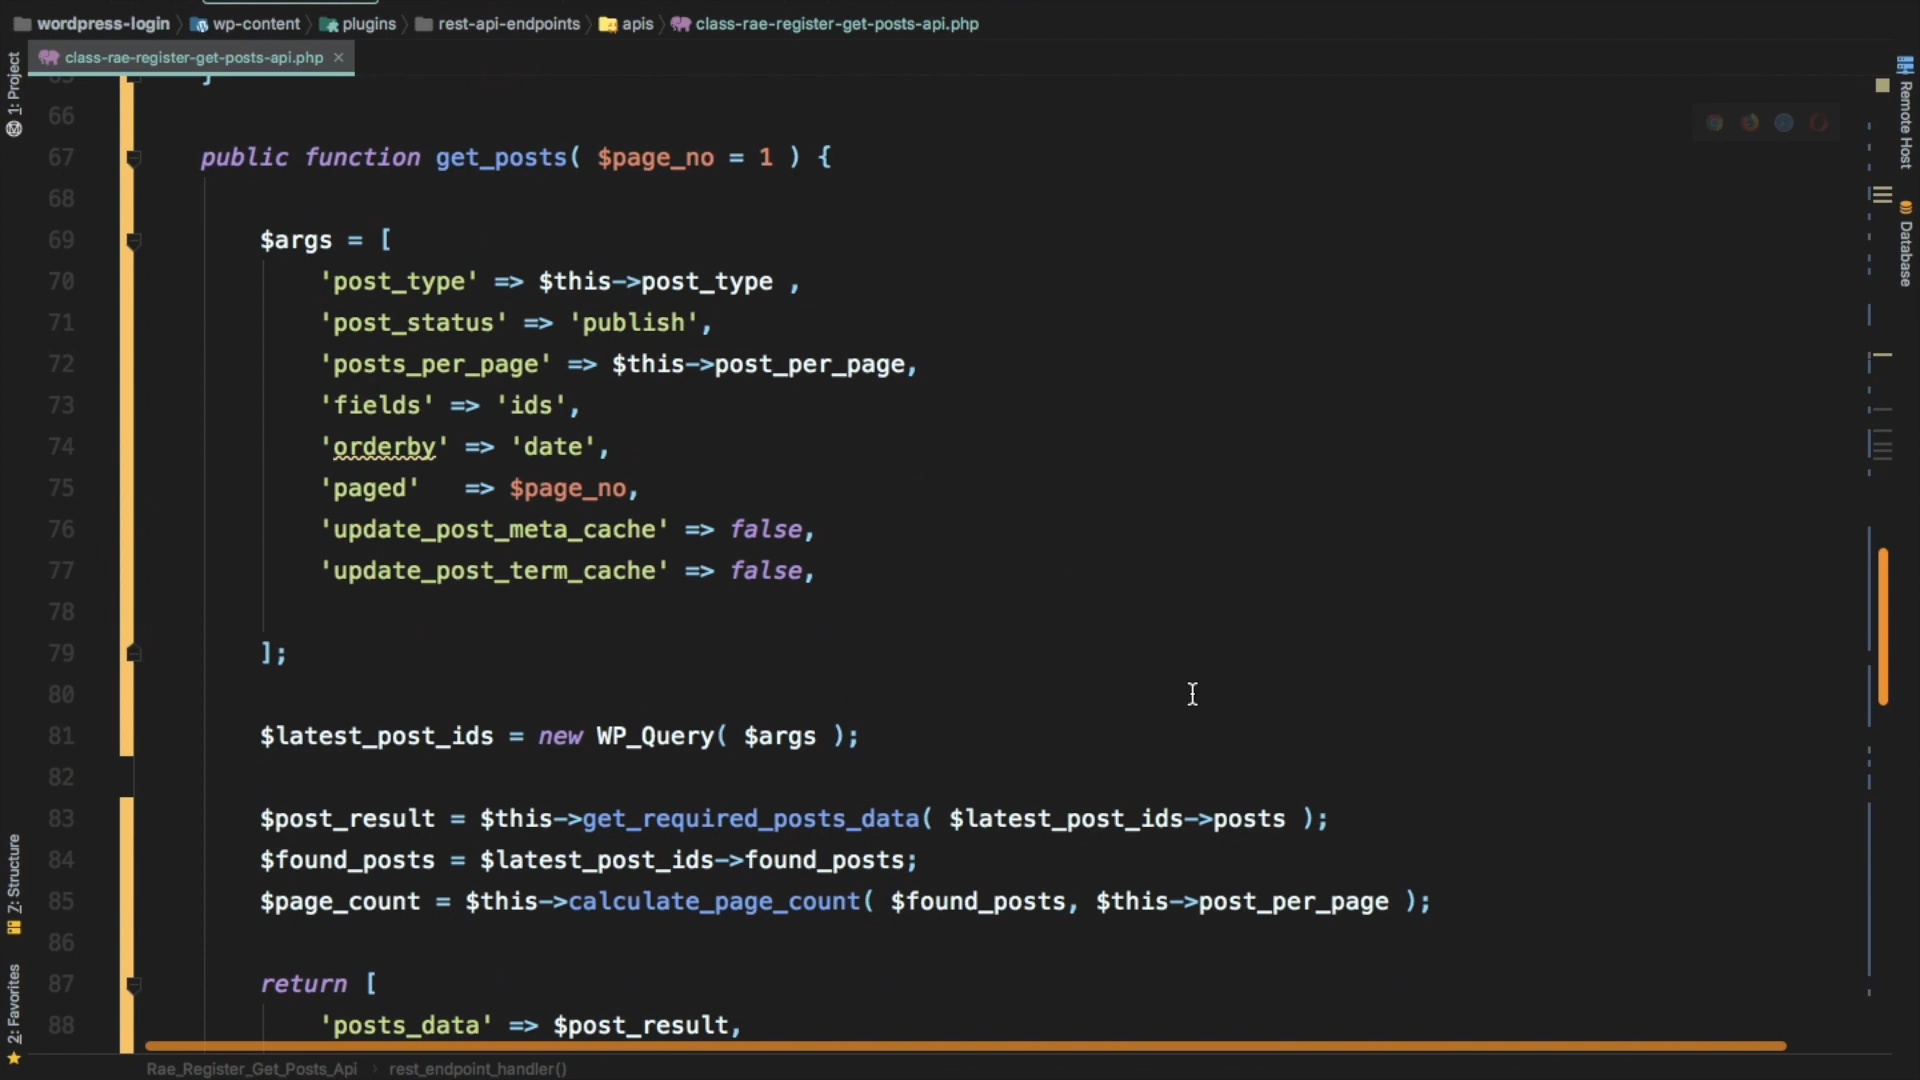 wordpress-login wp-content plugins rest-api-endpoints apis class-rae-register-get-posts-api.php
class-rae-register-get-posts-api.php ×
1: Project
Remote Host
Database
Z: Structure
2: Favorites
65 }
66
67 public function get_posts( $page_no = 1 ) {
68
69 $args = [
70 'post_type' => $this->post_type ,
71 'post_status' => 'publish',
72 'posts_per_page' => $this->post_per_page,
73 'fields' => 'ids',
74 'orderby' => 'date',
75 'paged' => $page_no,
76 'update_post_meta_cache' => false,
77 'update_post_term_cache' => false,
78
79 ];
80
81 $latest_post_ids = new WP_Query( $args );
82
83 $post_result = $this->get_required_posts_data( $latest_post_ids->posts );
84 $found_posts = $latest_post_ids->found_posts;
85 $page_count = $this->calculate_page_count( $found_posts, $this->post_per_page );
86
87 return [
88 'posts_data' => $post_result,
Rae_Register_Get_Posts_Api › rest_endpoint_handler()